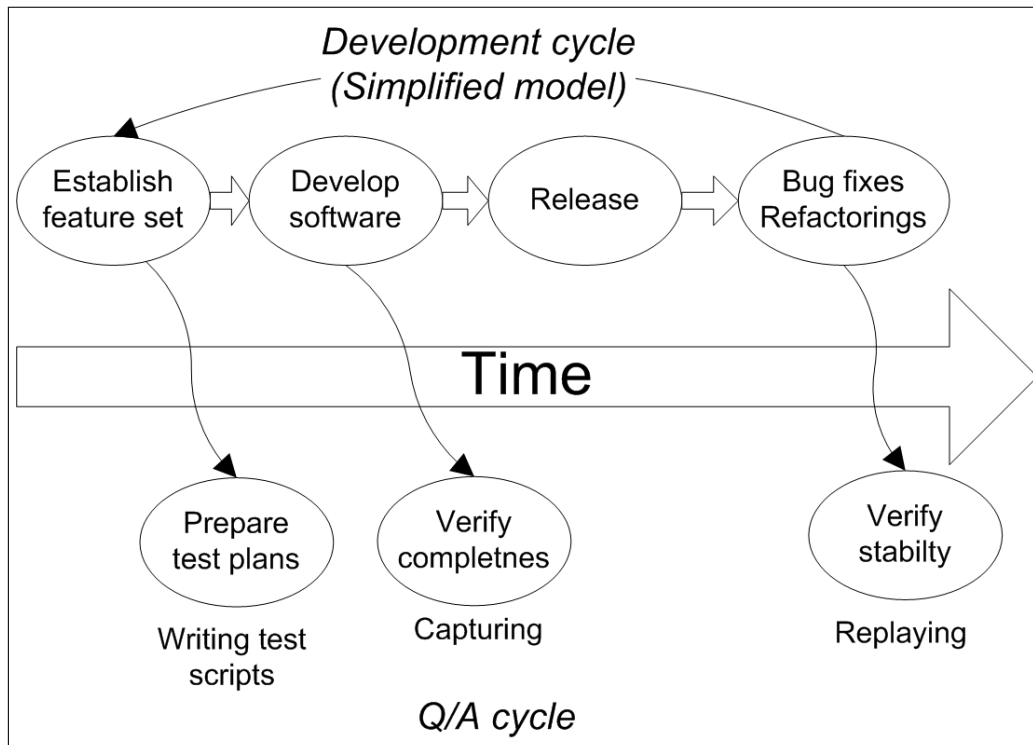 Development cycle
(Simplified model)
Establish
feature set
Develop
software
Release
Bug fixes
Refactorings
Time
Prepare
test plans
Verify
completnes
Verify
stabilty
Writing test
scripts
Capturing
Replaying
Q/A cycle